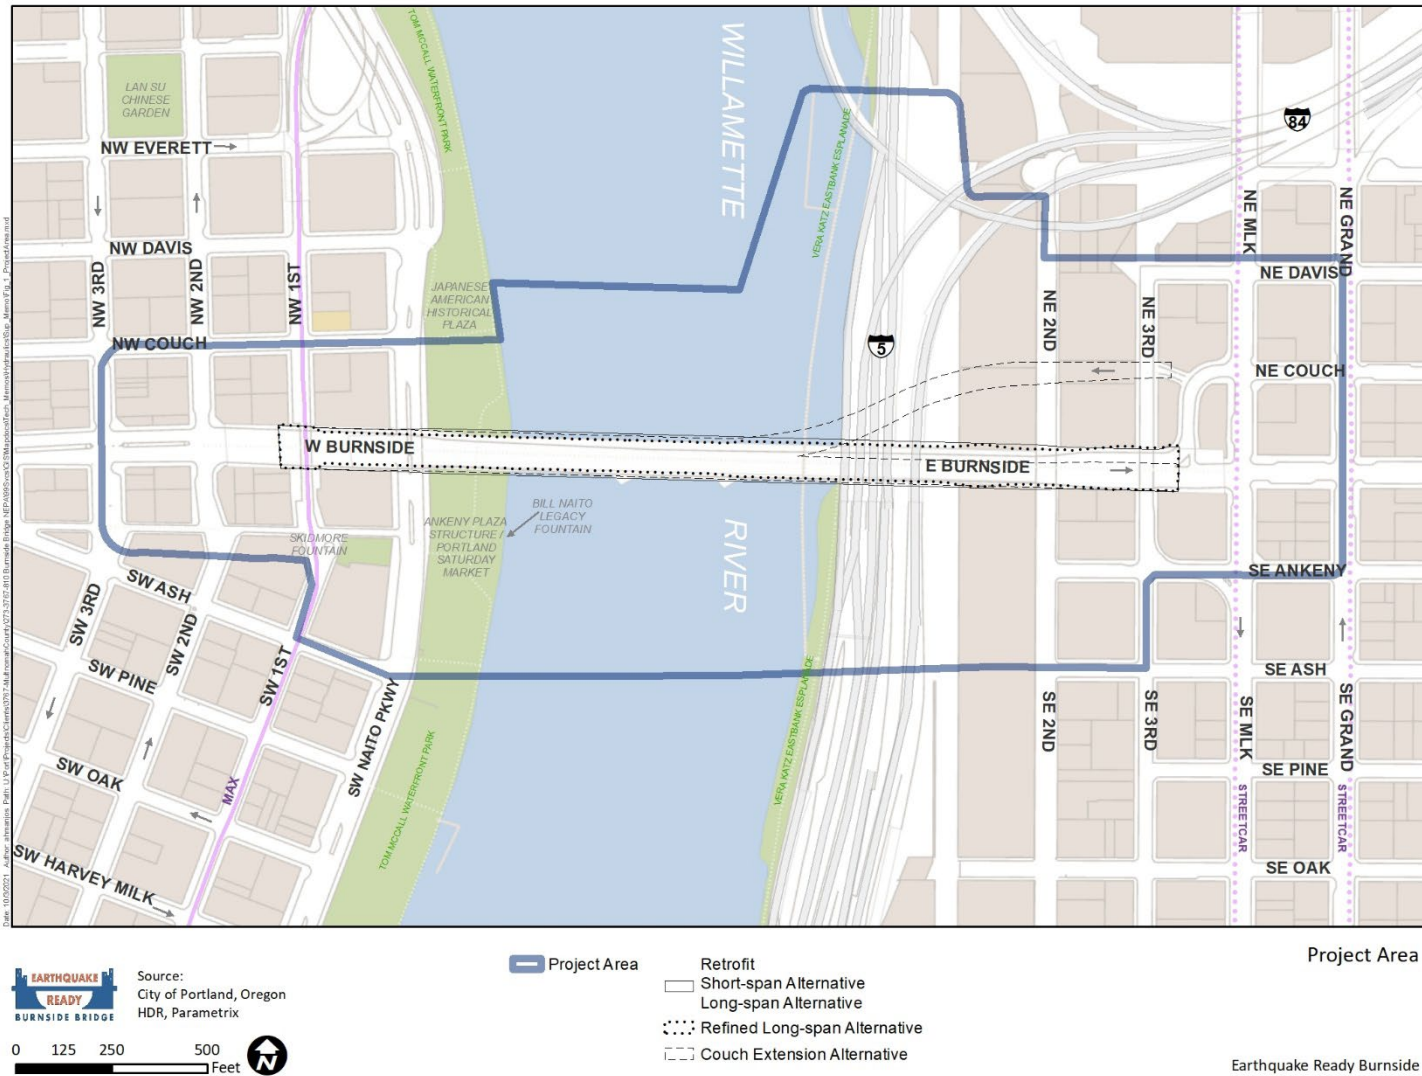 TOM MCCALL WATERFRONT PARK
WILLAMETTE
LAN SU
CHINESE
GARDEN
84
NW EVERETT
VERA KATZ EASTBANK ESPLANADE
NE MLK
NE GRAND
NW DAVIS
NW 3RD
NW 2ND
NW 1ST
JAPANESE
AMERICAN
HISTORICAL
PLAZA
NE DAVIS
NE 2ND
NE 3RD
5
NW COUCH
NE COUCH
W BURNSIDE
E BURNSIDE
BILL NAITO
LEGACY
FOUNTAIN
ANKENY PLAZA
STRUCTURE /
PORTLAND
SATURDAY
MARKET
SKIDMORE
FOUNTAIN
RIVER
SE ANKENY
SW ASH
SW 3RD
SW 2ND
SW PINE
SW 1ST
SW NAITO PKWY
SE ASH
SE 2ND
SE 3RD
SE MLK
SE GRAND
VERA KATZ EASTBANK ESPLANADE
TOM MCCALL WATERFRONT PARK
SW OAK
MAX
SE PINE
STREETCAR
STREETCAR
SE OAK
SW HARVEY MILK
EARTHQUAKE
READY
BURNSIDE BRIDGE
Source:
City of Portland, Oregon
HDR, Parametrix
0 125 250 500
Feet
N
Project Area
Retrofit
Short-span Alternative
Long-span Alternative
Refined Long-span Alternative
Couch Extension Alternative
Project Area
Earthquake Ready Burnside